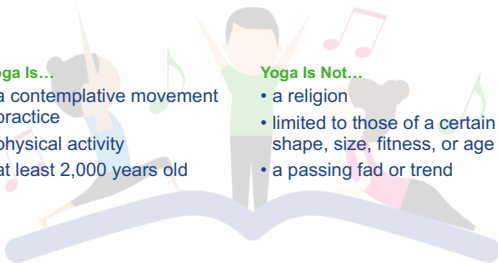 oga Is…
a contemplative movement
practice
physical activity
at least 2,000 years old
Yoga Is Not…
• a religion
• limited to those of a certain
shape, size, fitness, or age
• a passing fad or trend